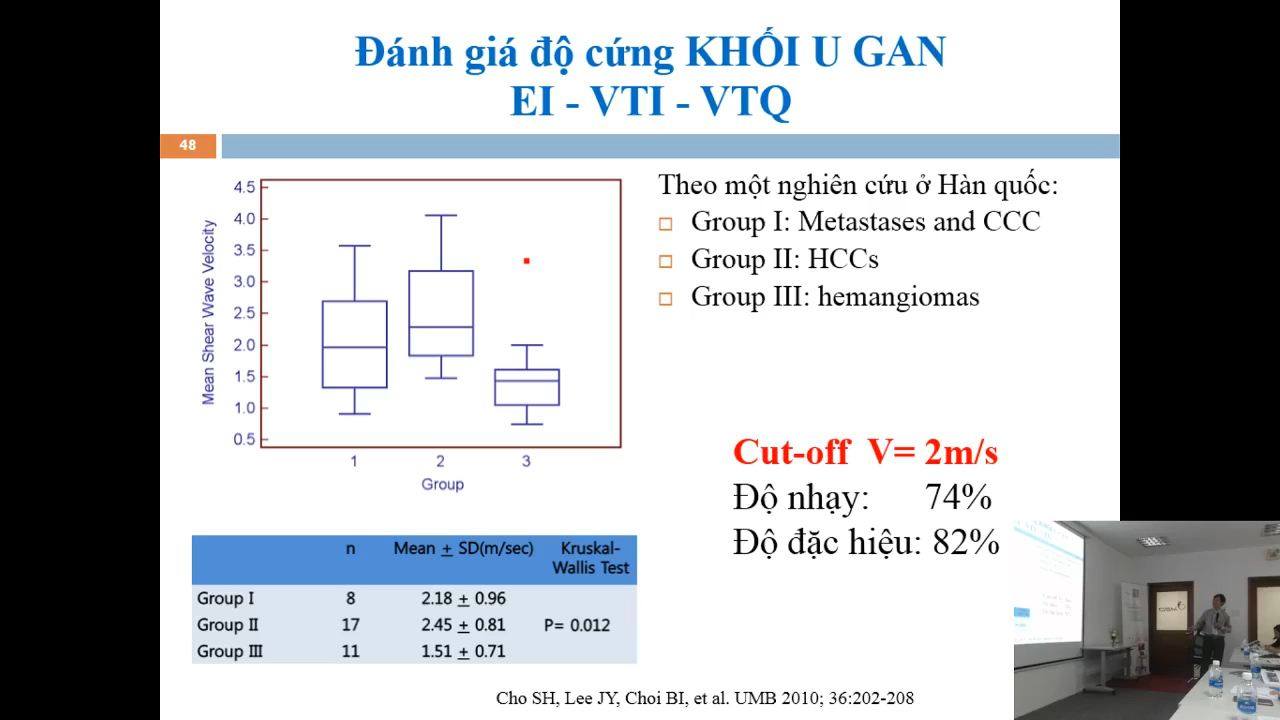 Đánh giá độ cứng KHỐI U GAN
EI - VTI - VTQ
48
Mean Shear Wave Velocity
4.5
4.0
3.5
3.0
2.5
2.0
1.5
1.0
0.5
1 2 3
Group
Theo một nghiên cứu ở Hàn quốc:
Group I: Metastases and CCC
Group II: HCCs
Group III: hemangiomas
Cut-off V= 2m/s
Độ nhạy: 74%
Độ đặc hiệu: 82%
n Mean ± SD(m/sec) Kruskal-
Wallis Test
Group Ⅰ 8 2.18 ± 0.96
Group Ⅱ 17 2.45 ± 0.81 P= 0.012
Group Ⅲ 11 1.51 ± 0.71
Cho SH, Lee JY, Choi BI, et al. UMB 2010; 36:202-208